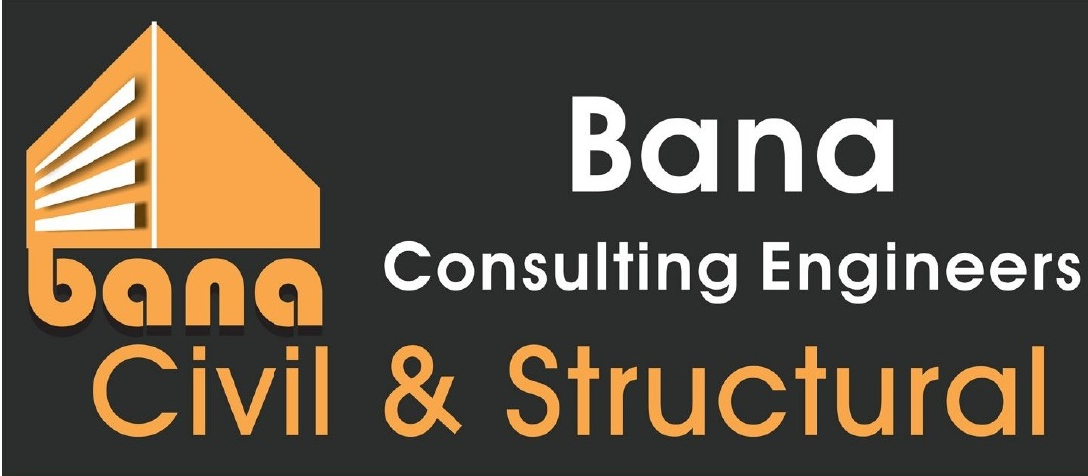 bana
Bana
Consulting Engineers
Civil & Structural